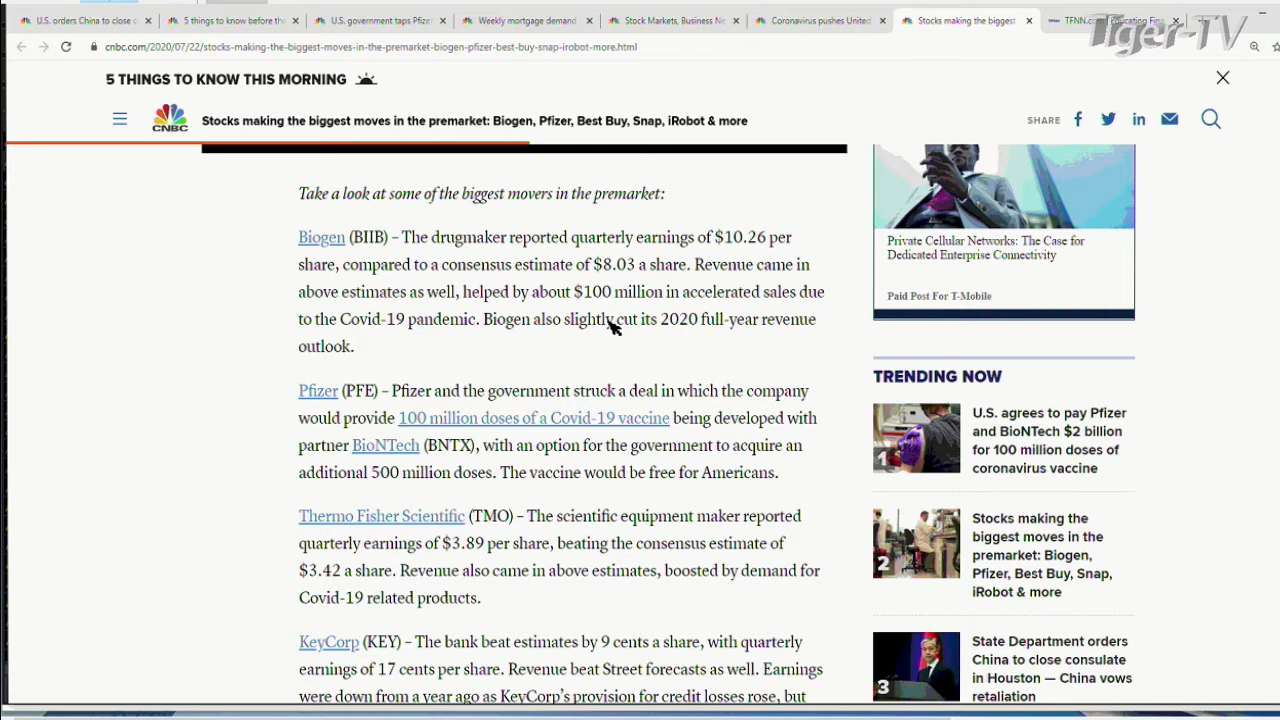 U.S. orders China to close
5 things to know before the
U.S. government taps Pfizer
Weekly mortgage demand
Stock Markets, Business Ne
Coronavirus pushes United
Stocks making the biggest
TFNN.com
Tiger-TV
cnbc.com/2020/07/22/stocks-making-the-biggest-moves-in-the-premarket-biogen-pfizer-best-buy-snap-irobot-more.html
5 THINGS TO KNOW THIS MORNING
CNBC
Stocks making the biggest moves in the premarket: Biogen, Pfizer, Best Buy, Snap, iRobot & more
SHARE
Take a look at some of the biggest movers in the premarket:
Biogen (BIIB) – The drugmaker reported quarterly earnings of $10.26 per
share, compared to a consensus estimate of $8.03 a share. Revenue came in
above estimates as well, helped by about $100 million in accelerated sales due
to the Covid-19 pandemic. Biogen also slightly cut its 2020 full-year revenue
outlook.
Pfizer (PFE) – Pfizer and the government struck a deal in which the company
would provide 100 million doses of a Covid-19 vaccine being developed with
partner BioNTech (BNTX), with an option for the government to acquire an
additional 500 million doses. The vaccine would be free for Americans.
Thermo Fisher Scientific (TMO) – The scientific equipment maker reported
quarterly earnings of $3.89 per share, beating the consensus estimate of
$3.42 a share. Revenue also came in above estimates, boosted by demand for
Covid-19 related products.
KeyCorp (KEY) – The bank beat estimates by 9 cents a share, with quarterly
earnings of 17 cents per share. Revenue beat Street forecasts as well. Earnings
were down from a year ago as KeyCorp's provision for credit losses rose, but
Private Cellular Networks: The Case for
Dedicated Enterprise Connectivity
Paid Post For T-Mobile
TRENDING NOW
1
U.S. agrees to pay Pfizer
and BioNTech $2 billion
for 100 million doses of
coronavirus vaccine
2
Stocks making the
biggest moves in the
premarket: Biogen,
Pfizer, Best Buy, Snap,
iRobot & more
3
State Department orders
China to close consulate
in Houston — China vows
retaliation